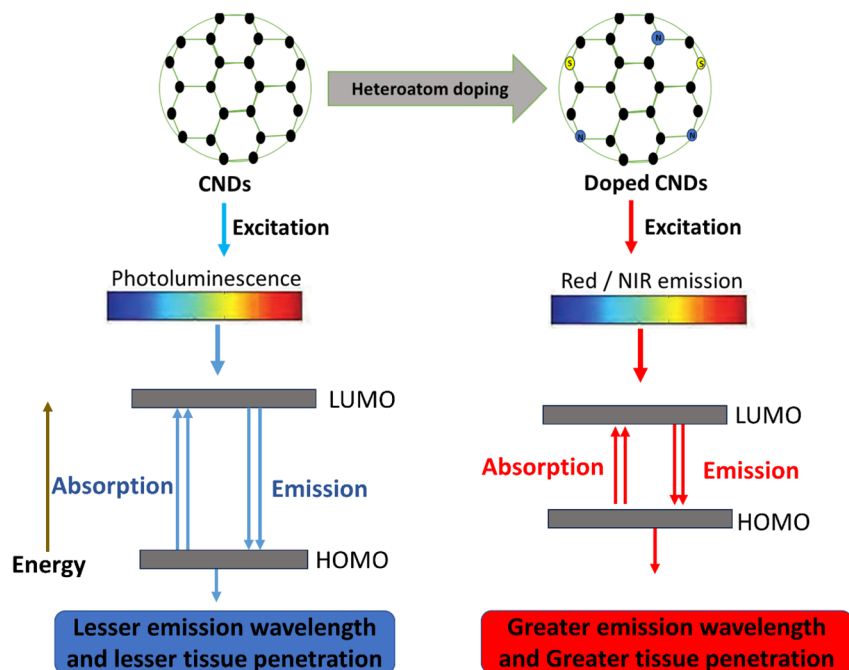 N
S
S
N
N
Heteroatom doping
CNDs
Doped CNDs
Excitation
Excitation
Photoluminescence
Red / NIR emission
LUMO
LUMO
Absorption
Emission
Absorption
Emission
HOMO
HOMO
Energy
Lesser emission wavelength
and lesser tissue penetration
Greater emission wavelength
and Greater tissue penetration